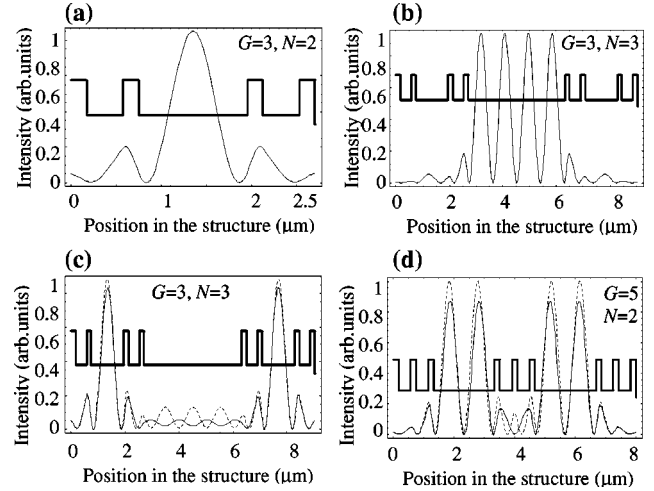 (a)
G=3, N=2
Intensity (arb.units)
1
0.8
0.6
0.4
0.2
0
0 1 2 2.5
Position in the structure (μm)
(b)
G=3, N=3
Intensity (arb.units)
1
0.8
0.6
0.4
0.2
0
0 2 4 6 8
Position in the structure (μm)
(c)
G=3, N=3
Intensity (arb.units)
1
0.8
0.6
0.4
0.2
0
0 2 4 6 8
Position in the structure (μm)
(d)
G=5
N=2
Intensity (arb.units)
1
0.8
0.6
0.4
0.2
0
0 2 4 6 8
Position in the structure (μm)